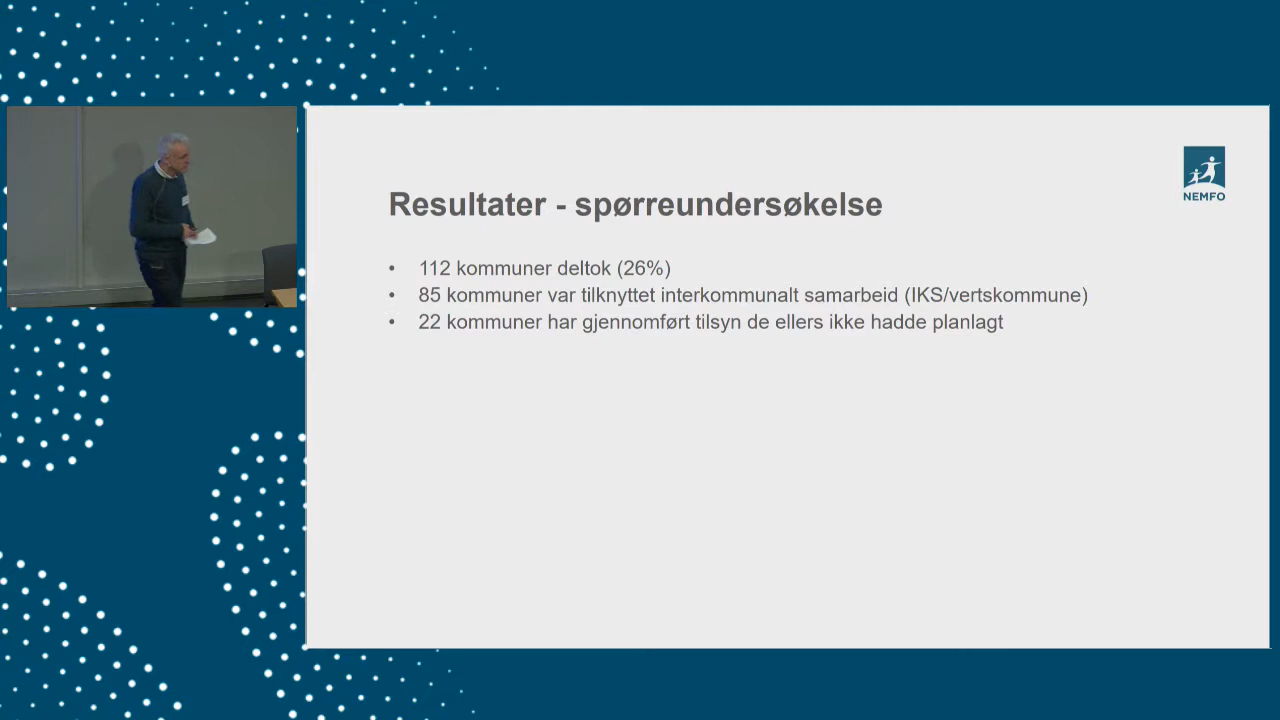 NEMFO
Resultater - spørreundersøkelse
• 112 kommuner deltok (26%)
• 85 kommuner var tilknyttet interkommunalt samarbeid (IKS/vertskommune)
• 22 kommuner har gjennomført tilsyn de ellers ikke hadde planlagt